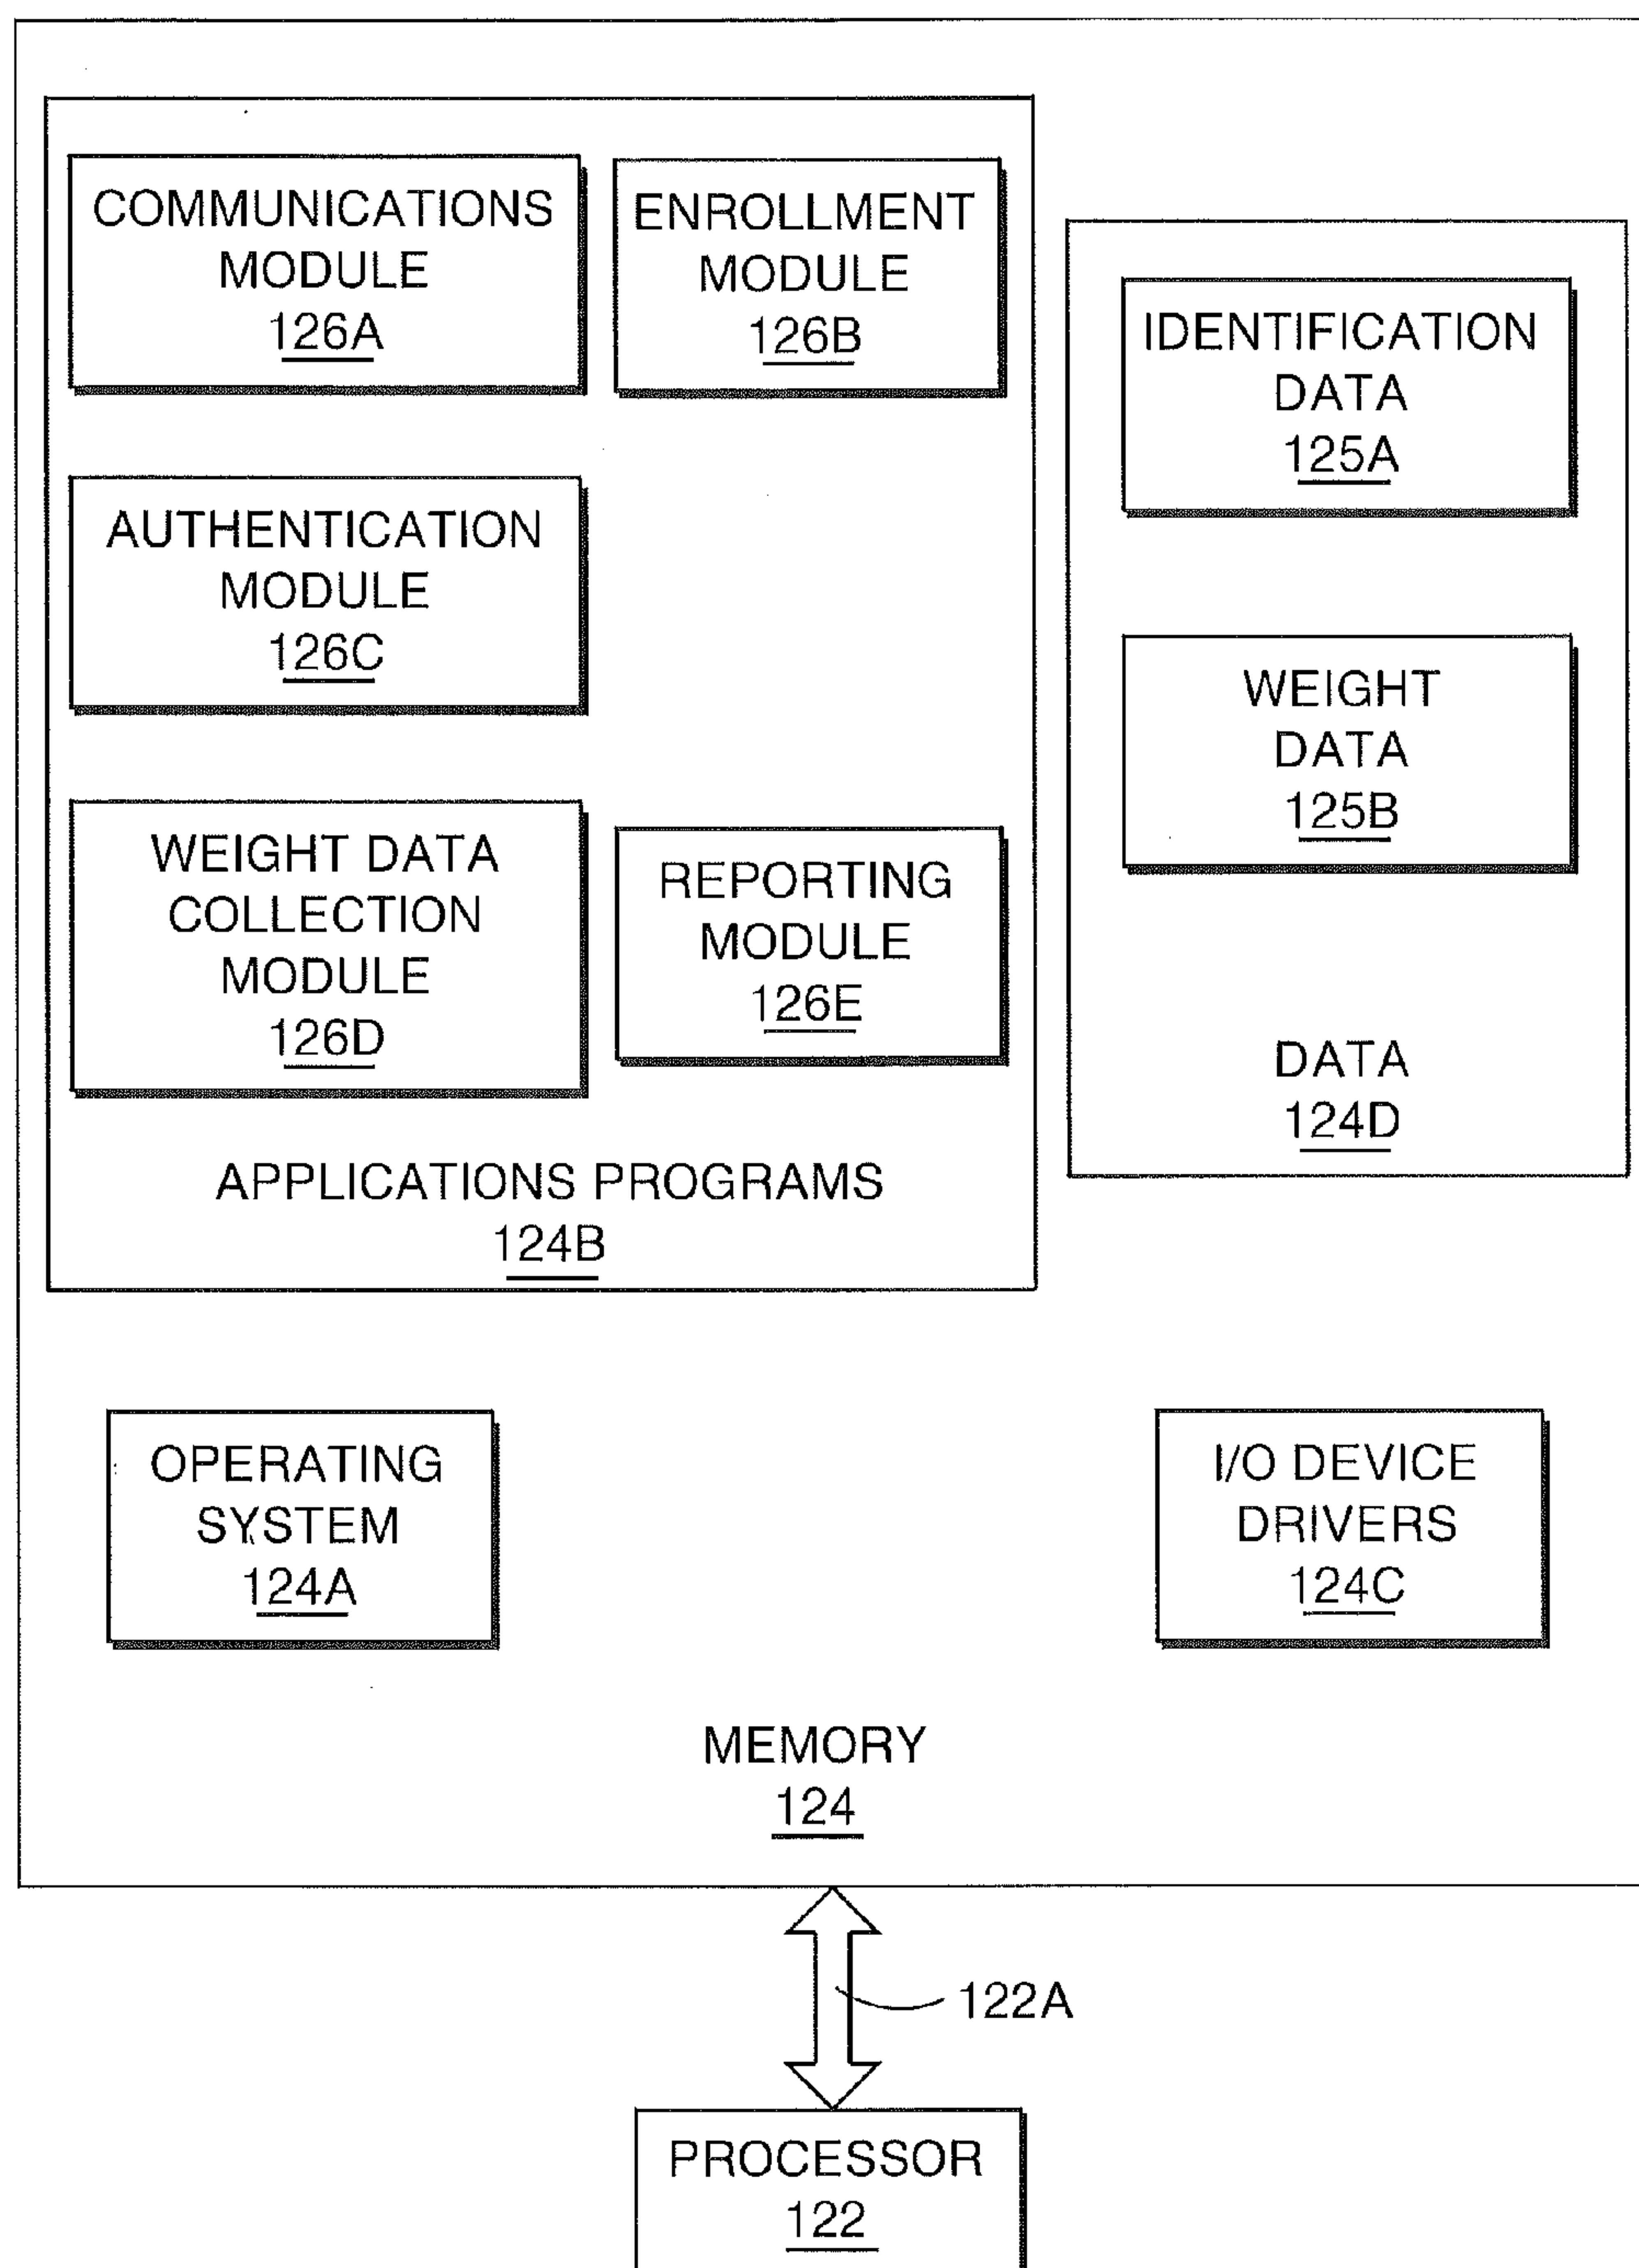 COMMUNICATIONS
MODULE
126A
ENROLLMENT
MODULE
126B
IDENTIFICATION
DATA
125A
AUTHENTICATION
MODULE
126C
WEIGHT
DATA
125B
WEIGHT DATA
COLLECTION
MODULE
126D
REPORTING
MODULE
126E
DATA
124D
APPLICATIONS PROGRAMS
124B
OPERATING
SYSTEM
124A
I/O DEVICE
DRIVERS
124C
MEMORY
124
122A
PROCESSOR
122